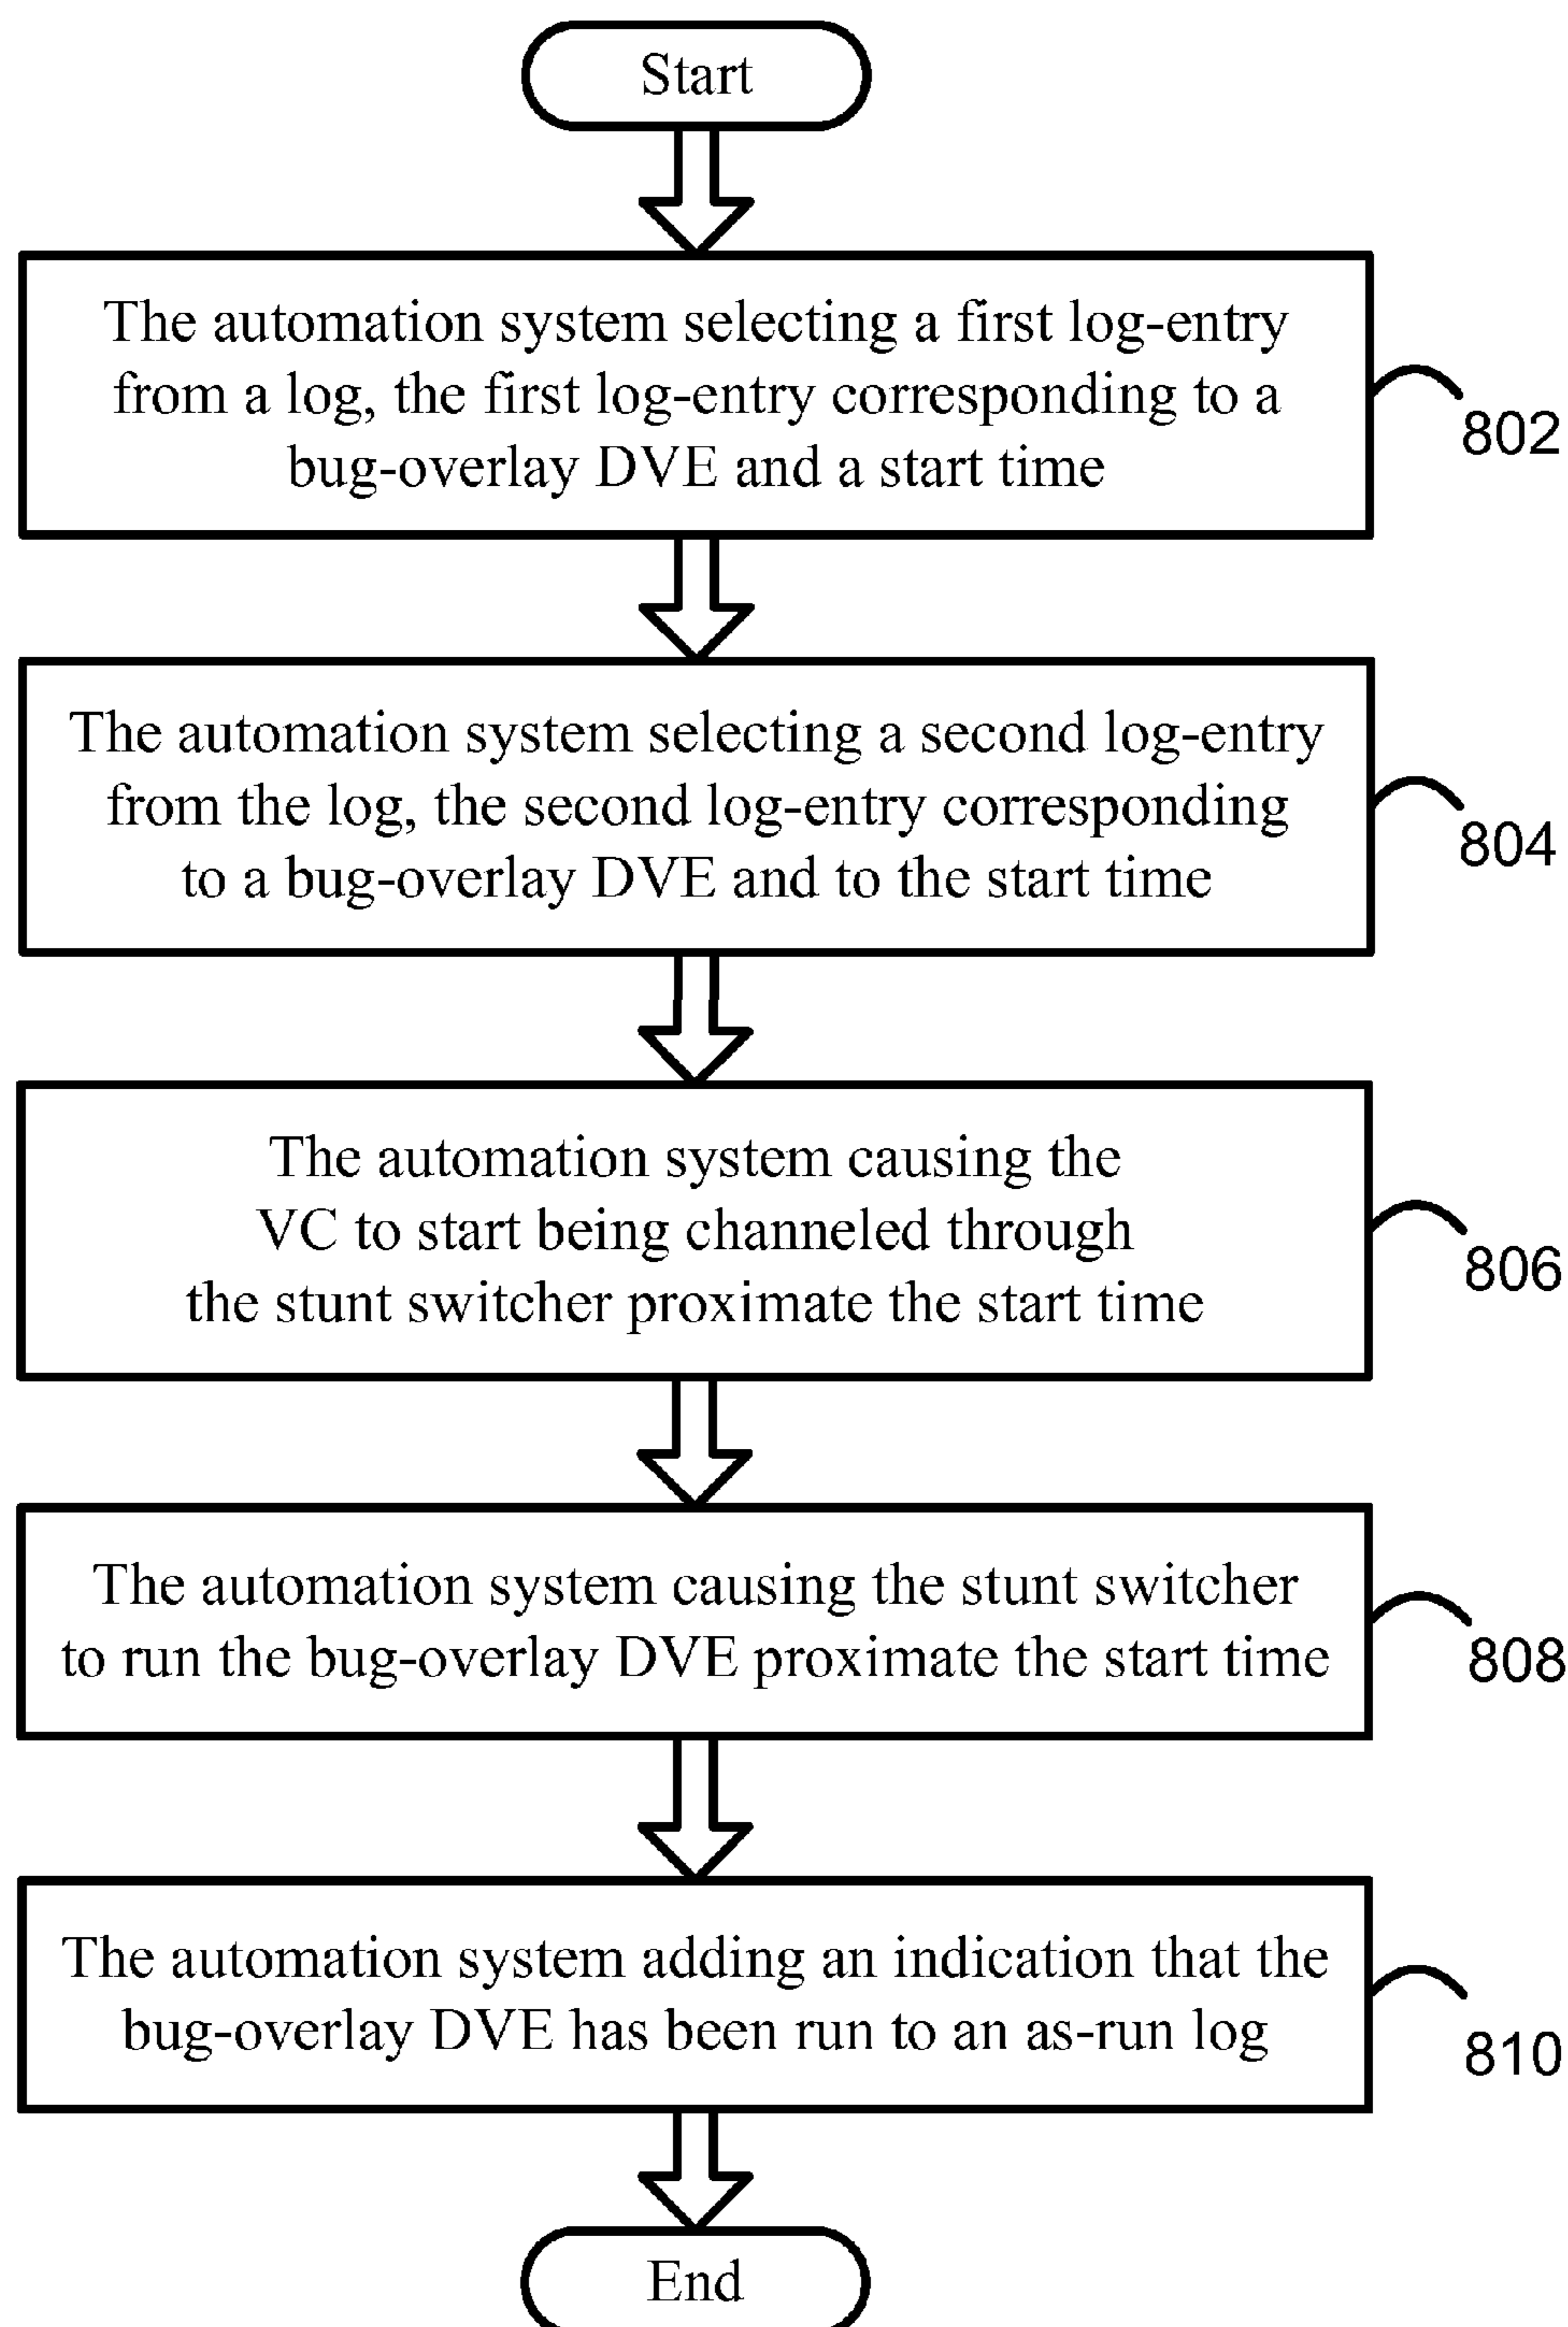 Start
The automation system selecting a first log-entry
from a log, the first log-entry corresponding to a
bug-overlay DVE and a start time
802
The automation system selecting a second log-entry
from the log, the second log-entry corresponding
to a bug-overlay DVE and to the start time
804
The automation system causing the
VC to start being channeled through
the stunt switcher proximate the start time
806
The automation system causing the stunt switcher
to run the bug-overlay DVE proximate the start time
808
The automation system adding an indication that the
bug-overlay DVE has been run to an as-run log
810
End